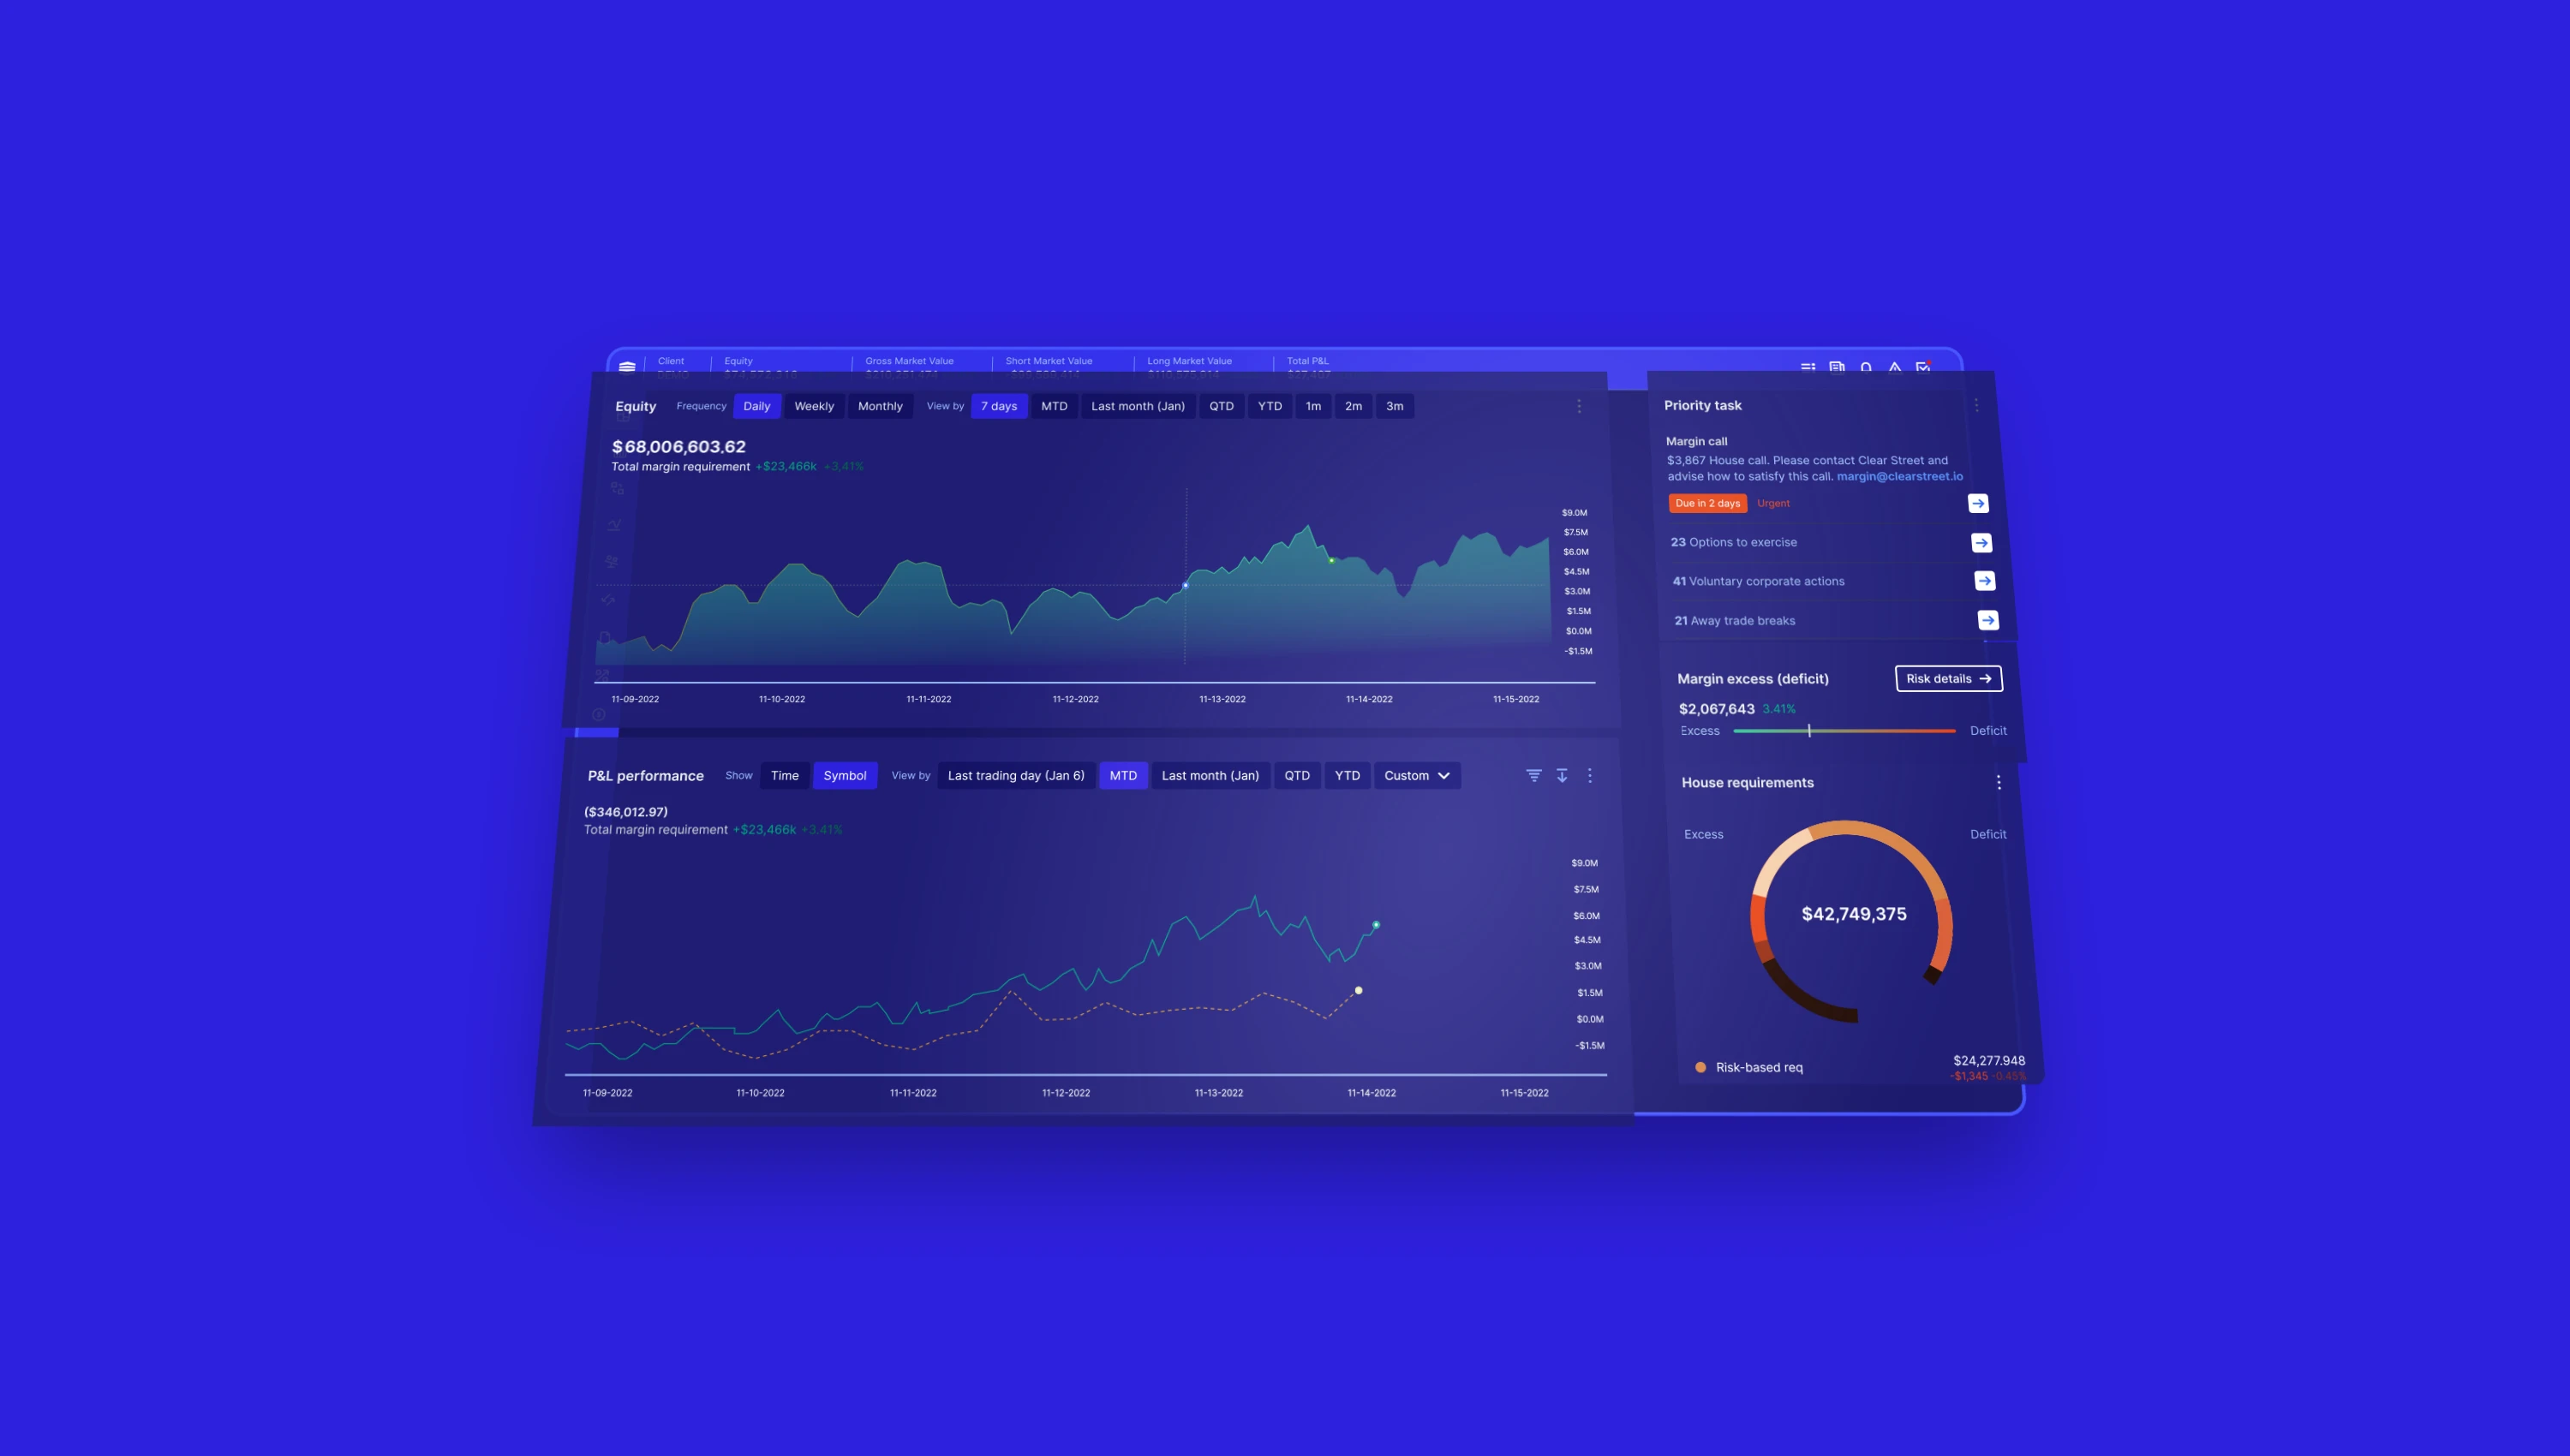 Client Equity Gross Market Value Short Market Value Long Market Value Total P&L
Equity Frequency Daily Weekly Monthly View by 7 days MTD Last month (Jan) QTD YTD 1m 2m 3m
$68,006,603.62
Total margin requirement +$23,466k +3,41%
$9.0M
$7.5M
$6.0M
$4.5M
$3.0M
$1.5M
$0.0M
-$1.5M
11-09-2022 11-10-2022 11-11-2022 11-12-2022 11-13-2022 11-14-2022 11-15-2022
P&L performance Show Time Symbol View by Last trading day (Jan 6) MTD Last month (Jan) QTD YTD Custom
($346,012.97)
Total margin requirement +$23,466k +3.41%
$9.0M
$7.5M
$6.0M
$4.5M
$3.0M
$1.5M
$0.0M
-$1.5M
11-09-2022 11-10-2022 11-11-2022 11-12-2022 11-13-2022 11-14-2022 11-15-2022
Priority task
Margin call
$3,867 House call. Please contact Clear Street and
advise how to satisfy this call. margin@clearstreet.io
Due in 2 days Urgent
23 Options to exercise
41 Voluntary corporate actions
21 Away trade breaks
Margin excess (deficit) Risk details
$2,067,643 3.41%
Excess Deficit
House requirements
Excess Deficit
$42,749,375
Risk-based req $24,277.948
-$1,345 -0.45%